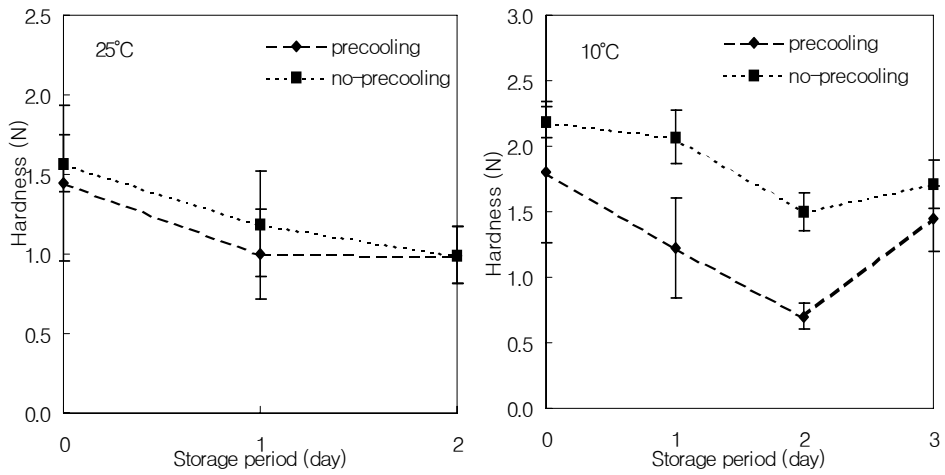 2.5
25°C
precooling
no-precooling
2.0
1.5
1.0
0.5
0.0
Hardness (N)
0 1 2
Storage period (day)
3.0
10°C
precooling
no-precooling
2.5
2.0
1.5
1.0
0.5
0.0
Hardness (N)
0 1 2 3
Storage period (day)